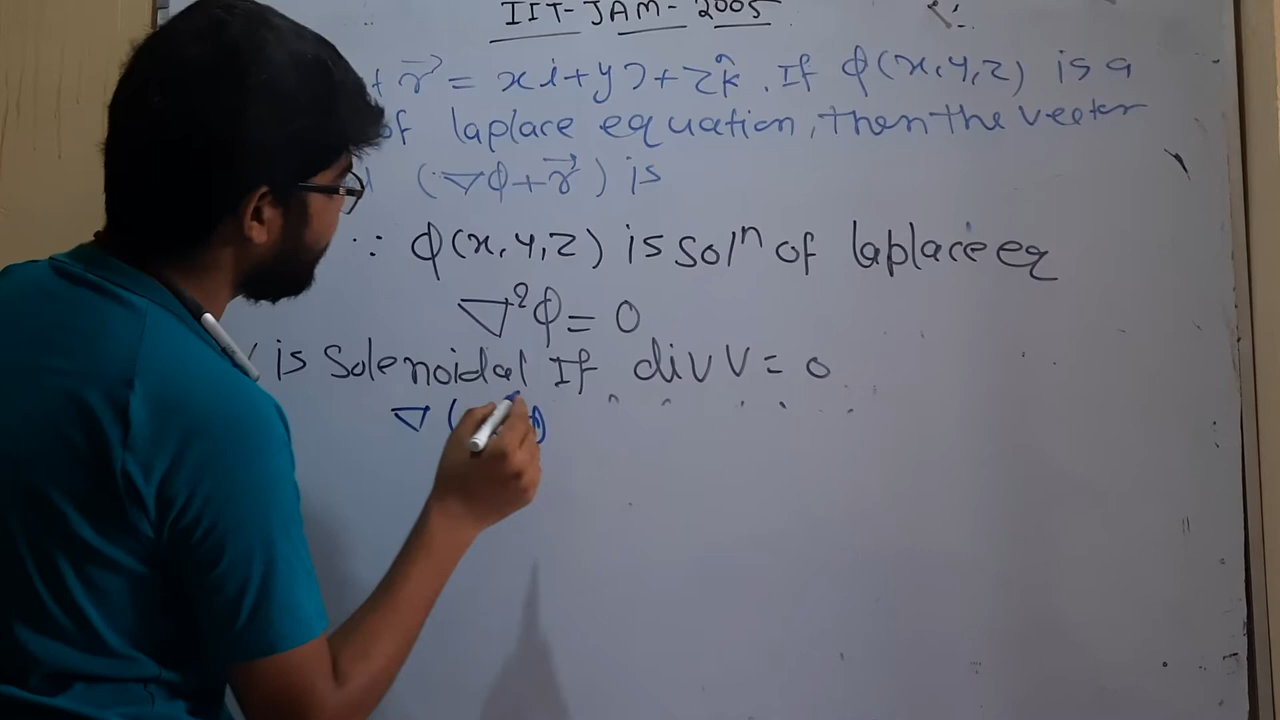 IIT-JAM-2005
r⃗ = xi+yj+zk̂. If ϕ(x,y,z) is a
of laplace equation, then the vector
(∇ϕ+r⃗) is
∵ ϕ(x,y,z) is solⁿ of laplace eq
∇²ϕ = 0
is Solenoidal If div V = 0
∇ (